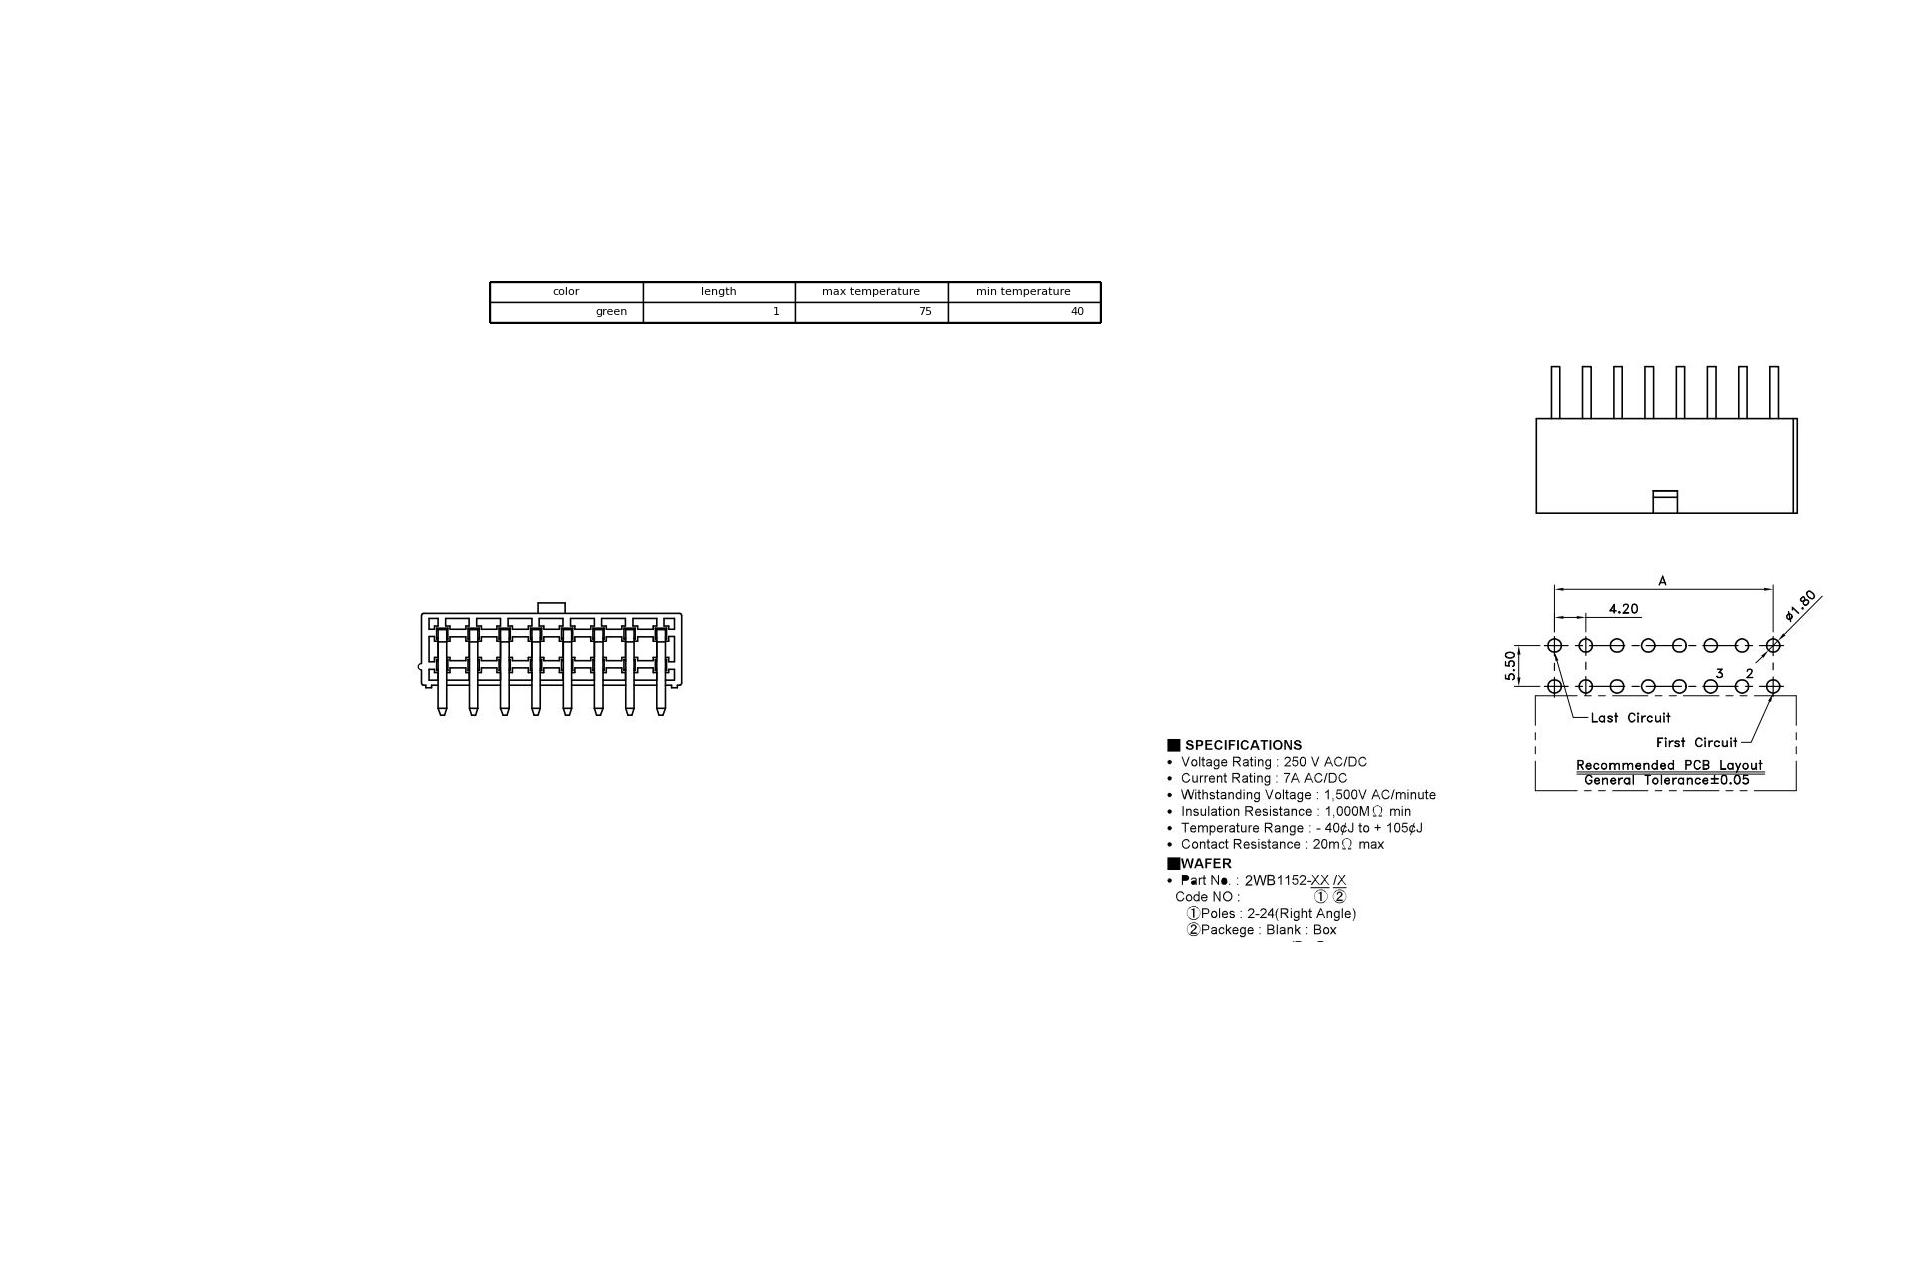 color length max temperature min temperature
green 1 75 40
A
4.20
ø1.80
5.50
3 2
Last Circuit
First Circuit
Recommended PCB Layout
General Tolerance±0.05
■ SPECIFICATIONS
• Voltage Rating : 250 V AC/DC
• Current Rating : 7A AC/DC
• Withstanding Voltage : 1,500V AC/minute
• Insulation Resistance : 1,000MΩ min
• Temperature Range : - 40¢J to + 105¢J
• Contact Resistance : 20mΩ max
■WAFER
• Part No. : 2WB1152-XX /X
Code NO : ① ②
①Poles : 2-24(Right Angle)
②Packege : Blank : Box